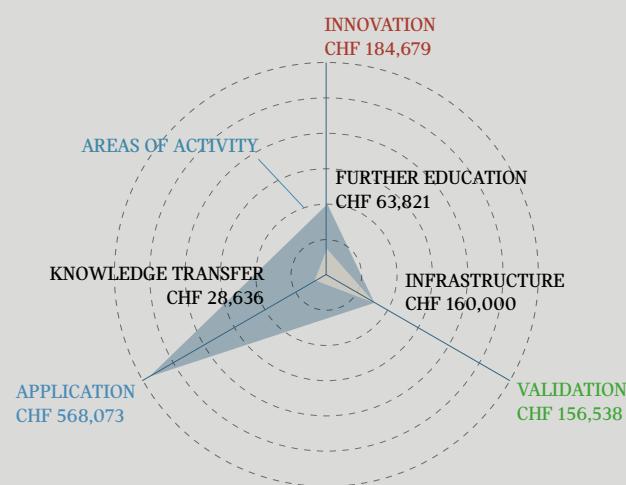 INNOVATION
CHF 184,679
AREAS OF ACTIVITY
FURTHER EDUCATION
CHF 63,821
KNOWLEDGE TRANSFER
CHF 28,636
INFRASTRUCTURE
CHF 160,000
APPLICATION
CHF 568,073
VALIDATION
CHF 156,538